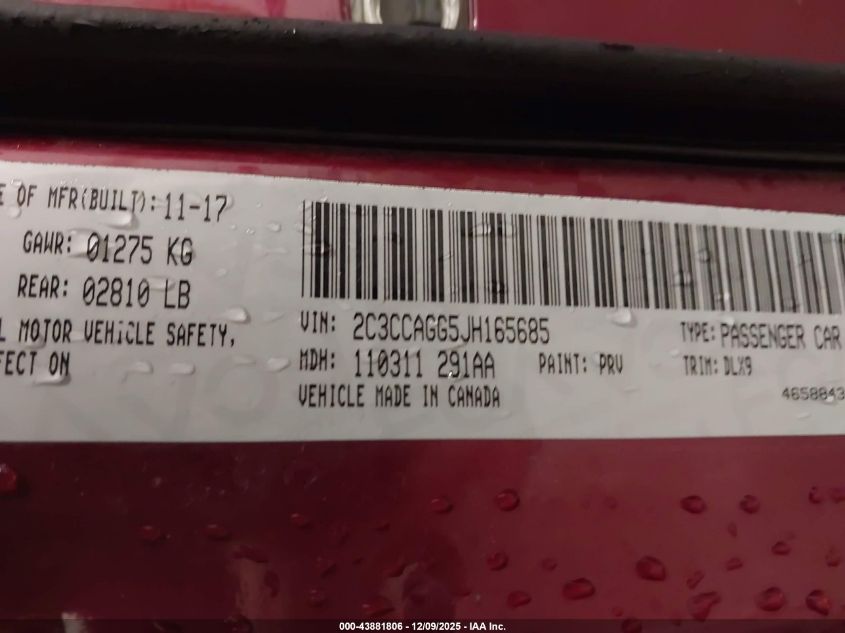 E OF MFR(BUILT): 11-17
GAWR: 01275 KG
REAR: 02810 LB
L MOTOR VEHICLE SAFETY,
FECT ON
VIN: 2C3CCAGG5JH165685 TYPE: PASSENGER CAR
MDH: 110311 291AA PAINT: PRV TRIM: DLX9
VEHICLE MADE IN CANADA 4658843
000-43881806 - 12/09/2025 - IAA Inc.